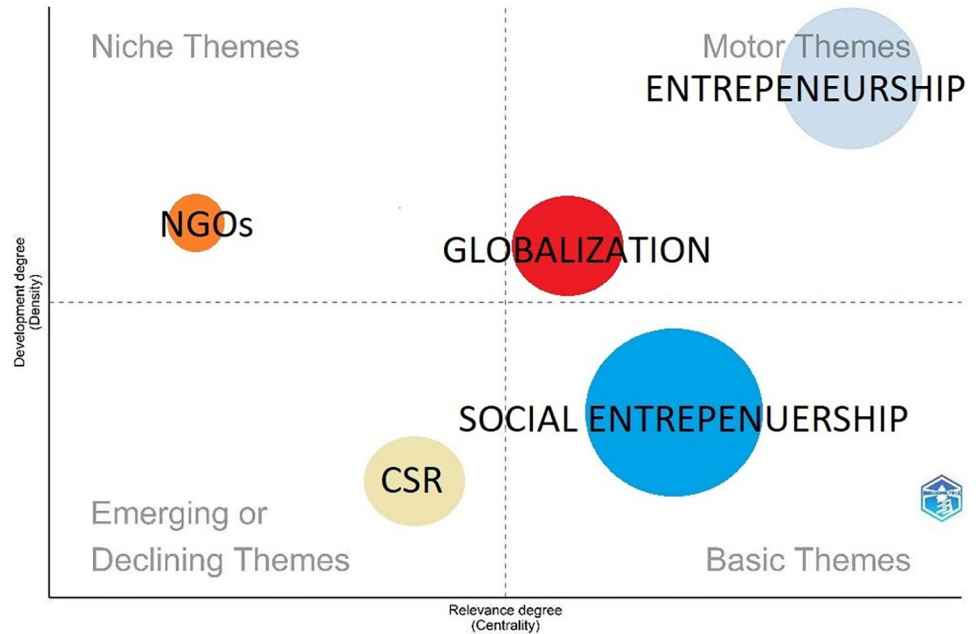 Niche Themes
Motor Themes
ENTREPENEURSHIP
NGOs
GLOBALIZATION
Development degree
(Density)
SOCIAL ENTREPENUERSHIP
CSR
Emerging or
Declining Themes
Basic Themes
Relevance degree
(Centrality)